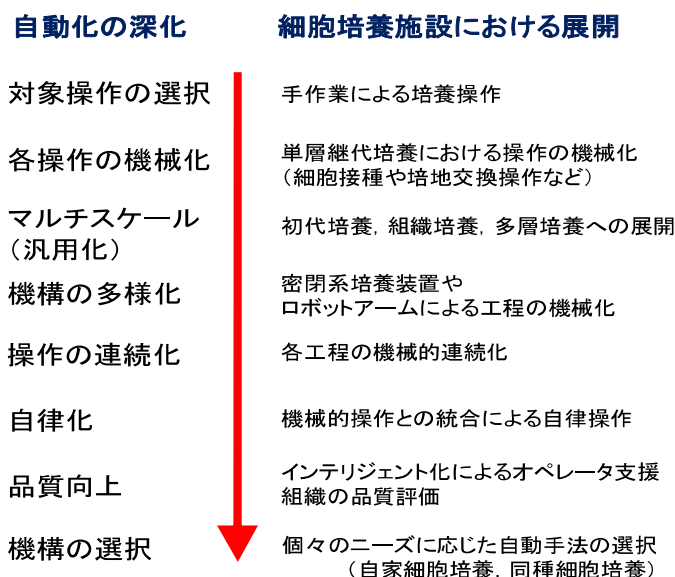 自動化の深化 細胞培養施設における展開
対象操作の選択 手作業による培養操作
各操作の機械化 単層継代培養における操作の機械化
（細胞接種や培地交換操作など）
マルチスケール
（汎用化） 初代培養，組織培養，多層培養への展開
機構の多様化 密閉系培養装置や
ロボットアームによる工程の機械化
操作の連続化 各工程の機械的連続化
自律化 機械的操作との統合による自律操作
品質向上 インテリジェント化によるオペレータ支援
組織の品質評価
機構の選択 個々のニーズに応じた自動手法の選択
（自家細胞培養，同種細胞培養）